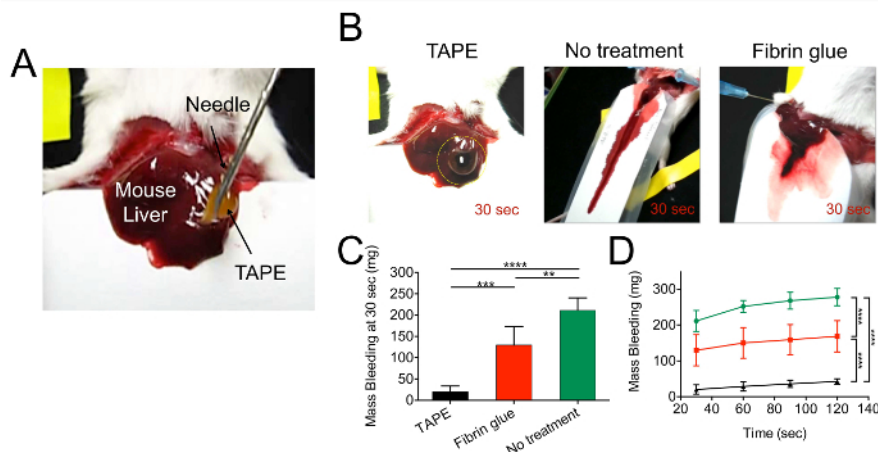 A
Needle
Mouse
Liver
TAPE
B
TAPE
No treatment
Fibrin glue
30 sec
30 sec
30 sec
C
Mass Bleeding at 30 sec (mg)
300
250
200
150
100
50
0
****
***
**
TAPE
Fibrin glue
No treatment
D
Mass Bleeding (mg)
300
200
100
0
20
40
60
80
100
120
140
Time (sec)
****
****
****